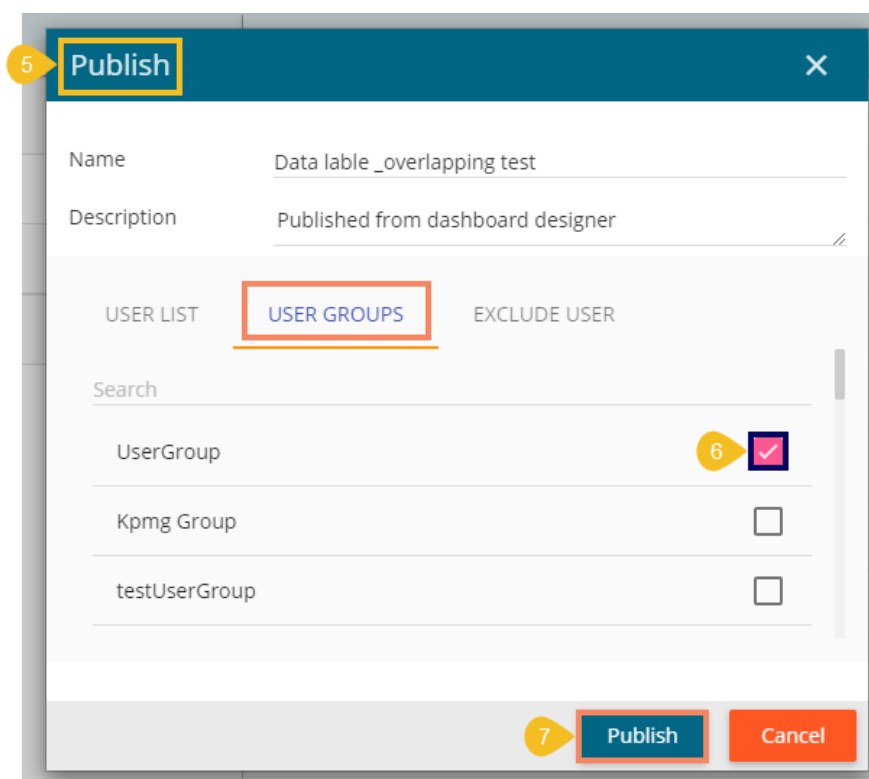 5 Publish
Name Data lable _overlapping test
Description Published from dashboard designer
USER LIST USER GROUPS EXCLUDE USER
Search
UserGroup 6
Kpmg Group
testUserGroup
7 Publish Cancel